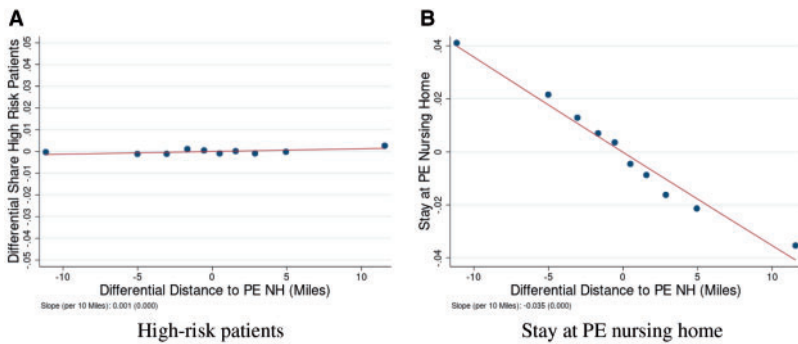 A
Differential Share High Risk Patients
.05
.04
.03
.02
.01
0
-.01
-.02
-.03
-.04
-.05
-10 -5 0 5 10
Differential Distance to PE NH (Miles)
Slope (per 10 Miles): 0.001 (0.000)
High-risk patients
B
Stay at PE Nursing Home
.04
.02
0
-.02
-.04
-10 -5 0 5 10
Differential Distance to PE NH (Miles)
Slope (per 10 Miles): -0.035 (0.000)
Stay at PE nursing home